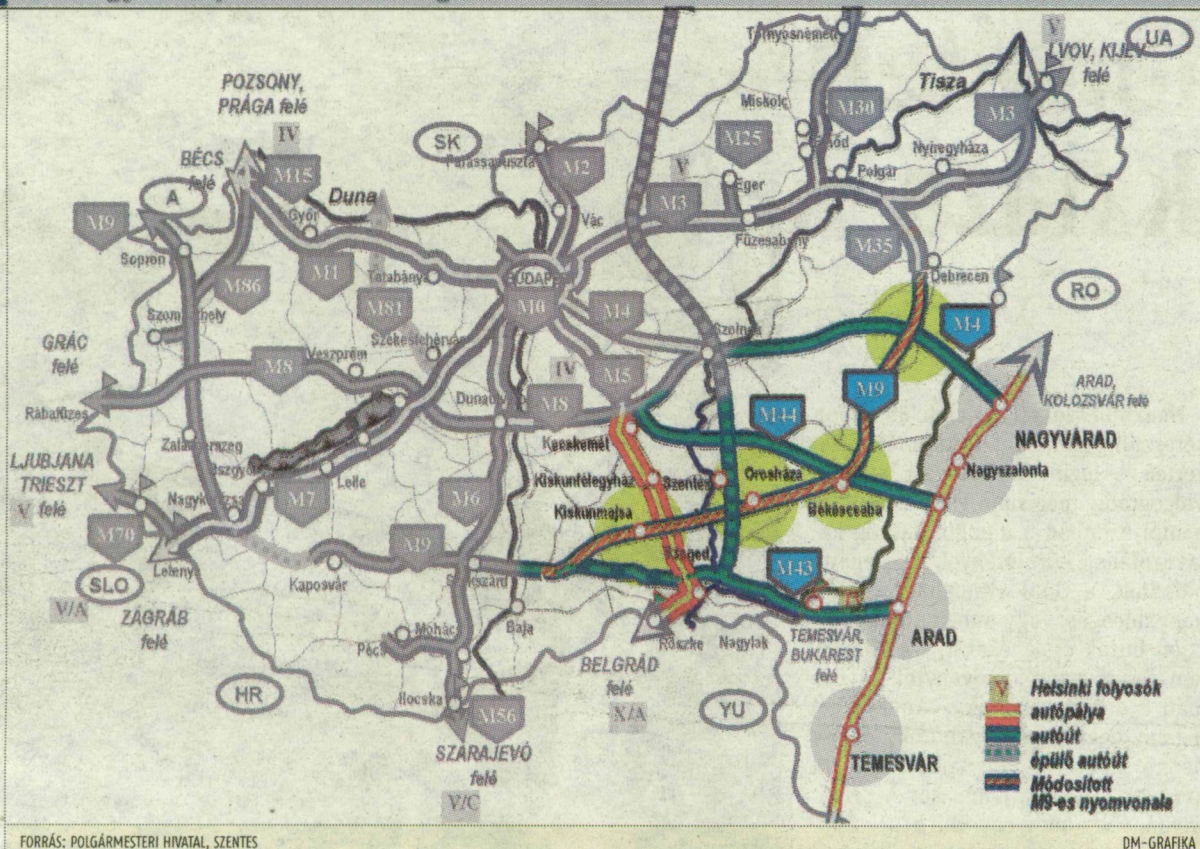 Tornyosnémeti
V
UA
LVOV, KIJEV
felé
POZSONY,
PRÁGA felé
IV
Tisza
Miskolc
M30
M3
SK
M25
Nyíregyháza
BÉCS
felé
M15
Parassapuszta
M2
V
Polgár
Eger
A
Duna
M9
Győr
Vác
M3
Füzesabony
Sopron
M35
M1
Tatabánya
BUDAPEST
Debrecen
M86
M0
RO
M81
M4
M4
Szombathely
Székesfehérvár
Szolnok
GRÁC
felé
Veszprém
IV
M8
M5
M9
ARAD,
KOLOZSVÁR felé
Rábafüzes
M8
M44
Kecskemét
NAGYVÁRAD
Zalaegerszeg
LJUBJANA
TRIESZT
V felé
Kiskunfélegyháza
Szentes
Orosháza
Nagyszalonta
Nagykanizsa
M7
Lelle
M6
Kiskunmajsa
Békéscsaba
M70
M9
Szeged
Letenye
SLO
Kaposvár
Szekszárd
M43
V/A
ZÁGRÁB
felé
Mohács
Baja
Röszke
Nagylak
TEMESVÁR,
BUKAREST
felé
ARAD
Pécs
BELGRÁD
felé
X/A
HR
YU
Ilocska
M56
SZARAJEVÓ
felé
V/C
TEMESVÁR
V Helsinki folyosók
autópálya
autóút
épülő autóút
Módosított
M9-es nyomvonala
FORRÁS: POLGÁRMESTERI HIVATAL, SZENTES
DM-GRAFIKA